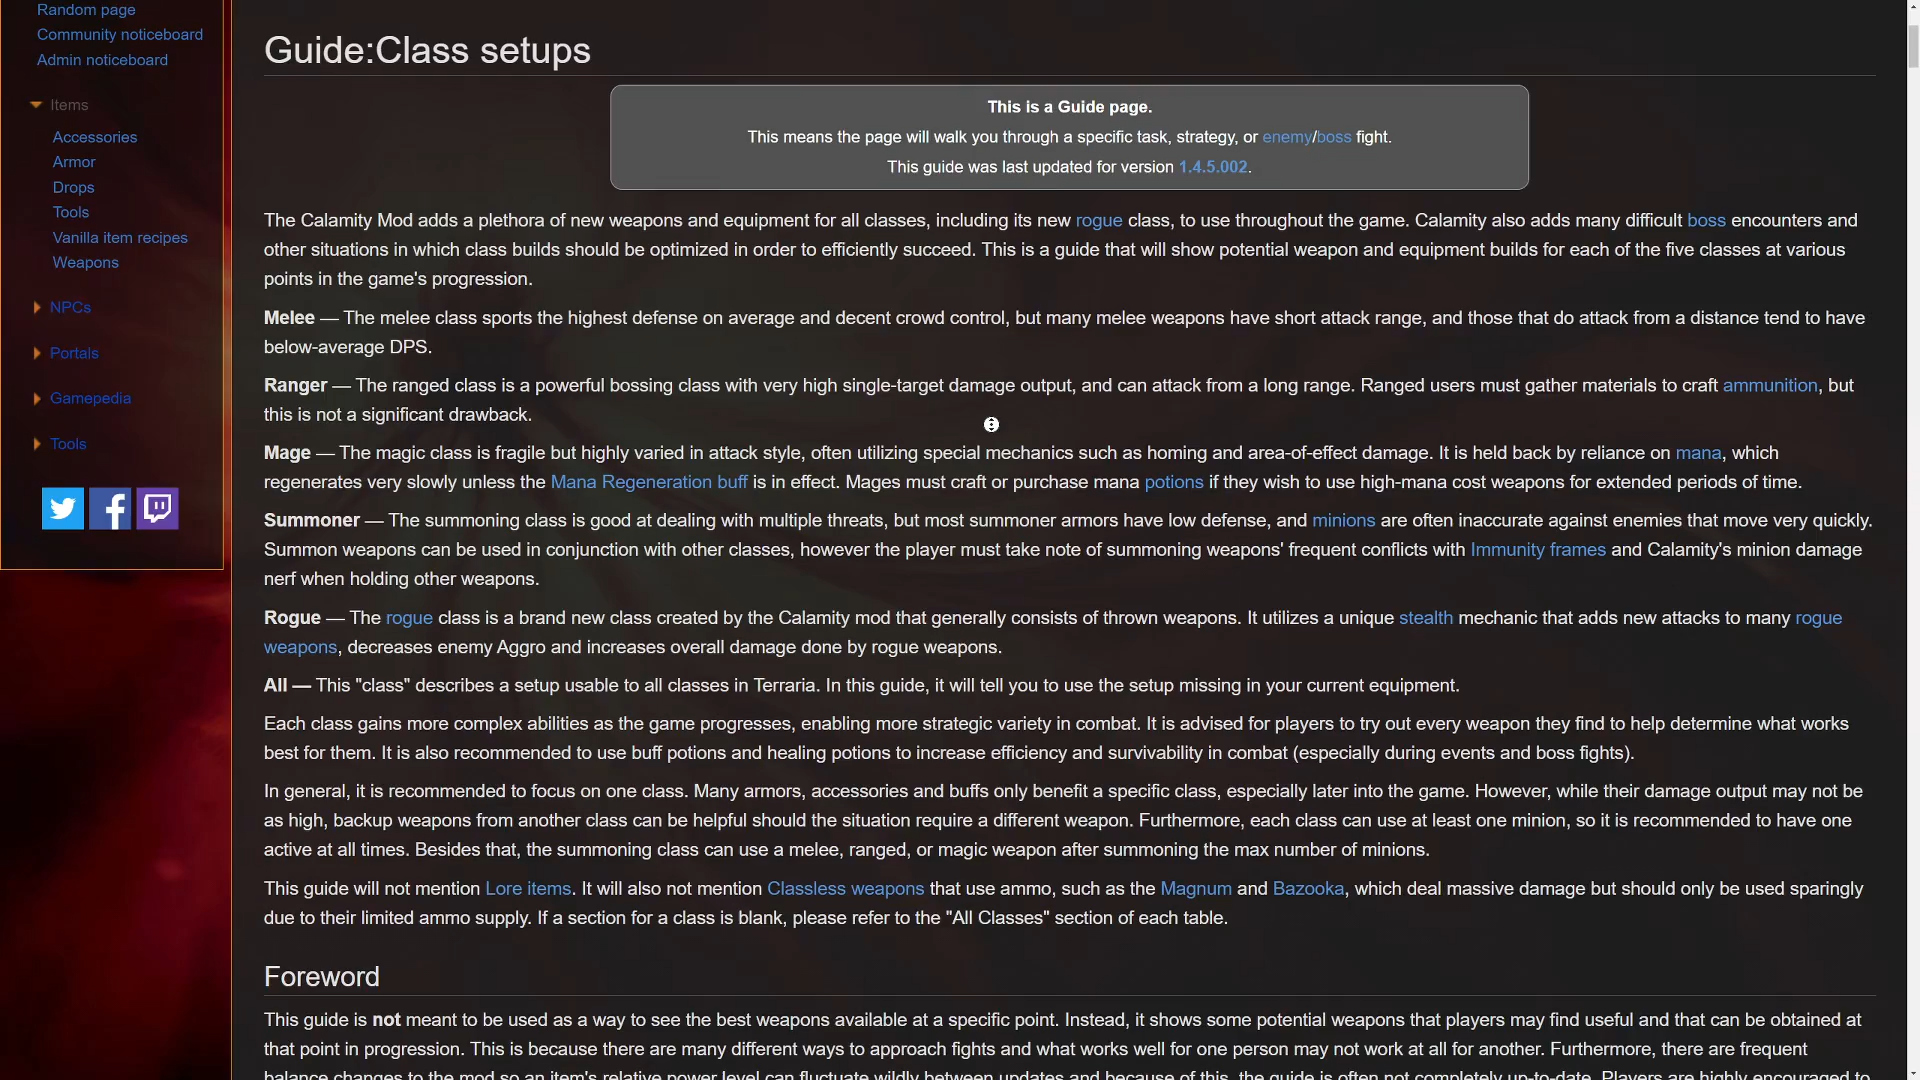 Random page
Community noticeboard
Admin noticeboard
Items
Accessories
Armor
Drops
Tools
Vanilla item recipes
Weapons
NPCs
Portals
Gamepedia
Tools
Guide:Class setups
This is a Guide page.
This means the page will walk you through a specific task, strategy, or enemy/boss fight.
This guide was last updated for version 1.4.5.002.
The Calamity Mod adds a plethora of new weapons and equipment for all classes, including its new rogue class, to use throughout the game. Calamity also adds many difficult boss encounters and
other situations in which class builds should be optimized in order to efficiently succeed. This is a guide that will show potential weapon and equipment builds for each of the five classes at various
points in the game's progression.
Melee — The melee class sports the highest defense on average and decent crowd control, but many melee weapons have short attack range, and those that do attack from a distance tend to have
below-average DPS.
Ranger — The ranged class is a powerful bossing class with very high single-target damage output, and can attack from a long range. Ranged users must gather materials to craft ammunition, but
this is not a significant drawback.
Mage — The magic class is fragile but highly varied in attack style, often utilizing special mechanics such as homing and area-of-effect damage. It is held back by reliance on mana, which
regenerates very slowly unless the Mana Regeneration buff is in effect. Mages must craft or purchase mana potions if they wish to use high-mana cost weapons for extended periods of time.
Summoner — The summoning class is good at dealing with multiple threats, but most summoner armors have low defense, and minions are often inaccurate against enemies that move very quickly.
Summon weapons can be used in conjunction with other classes, however the player must take note of summoning weapons' frequent conflicts with Immunity frames and Calamity's minion damage
nerf when holding other weapons.
Rogue — The rogue class is a brand new class created by the Calamity mod that generally consists of thrown weapons. It utilizes a unique stealth mechanic that adds new attacks to many rogue
weapons, decreases enemy Aggro and increases overall damage done by rogue weapons.
All — This "class" describes a setup usable to all classes in Terraria. In this guide, it will tell you to use the setup missing in your current equipment.
Each class gains more complex abilities as the game progresses, enabling more strategic variety in combat. It is advised for players to try out every weapon they find to help determine what works
best for them. It is also recommended to use buff potions and healing potions to increase efficiency and survivability in combat (especially during events and boss fights).
In general, it is recommended to focus on one class. Many armors, accessories and buffs only benefit a specific class, especially later into the game. However, while their damage output may not be
as high, backup weapons from another class can be helpful should the situation require a different weapon. Furthermore, each class can use at least one minion, so it is recommended to have one
active at all times. Besides that, the summoning class can use a melee, ranged, or magic weapon after summoning the max number of minions.
This guide will not mention Lore items. It will also not mention Classless weapons that use ammo, such as the Magnum and Bazooka, which deal massive damage but should only be used sparingly
due to their limited ammo supply. If a section for a class is blank, please refer to the "All Classes" section of each table.
Foreword
This guide is not meant to be used as a way to see the best weapons available at a specific point. Instead, it shows some potential weapons that players may find useful and that can be obtained at
that point in progression. This is because there are many different ways to approach fights and what works well for one person may not work at all for another. Furthermore, there are frequent
balance changes to the mod so an item's relative power level can fluctuate wildly between updates and because of this, the guide is often not completely up-to-date. Players are highly encouraged to